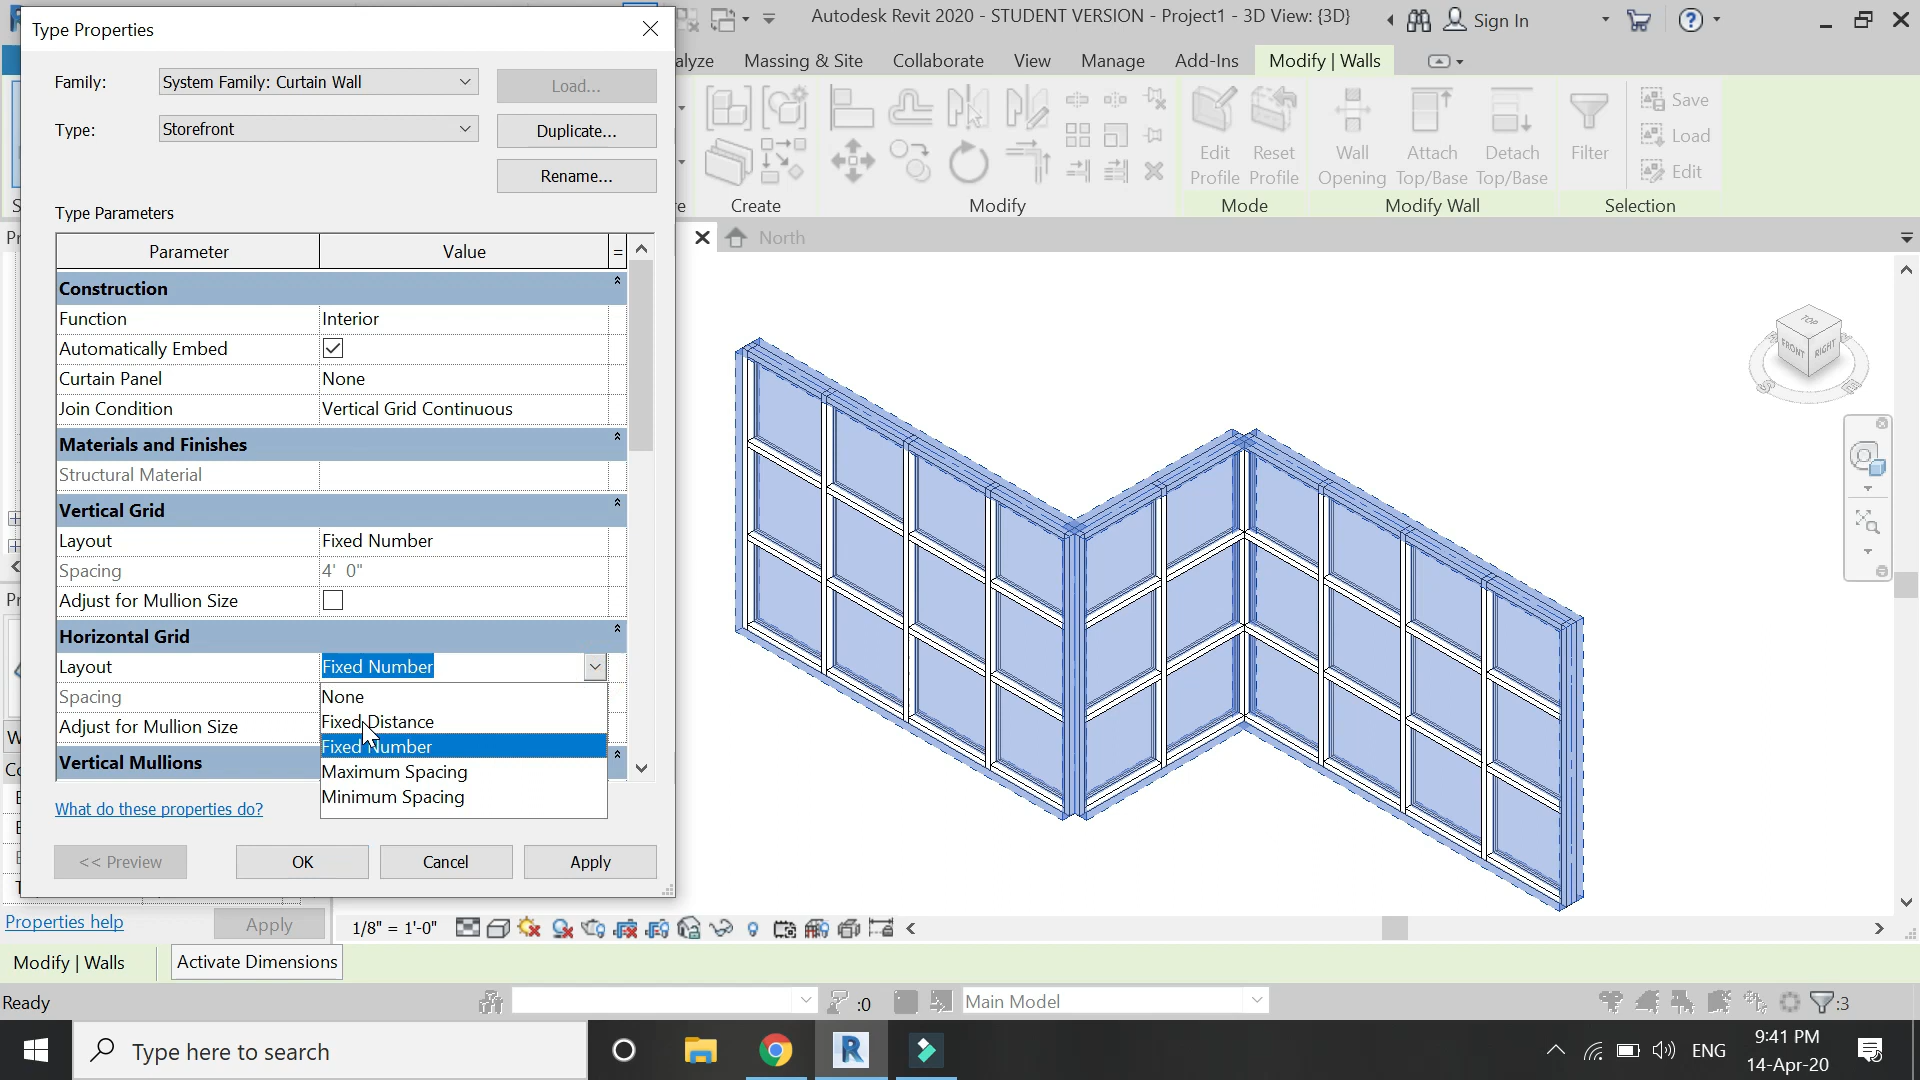 Type Properties
Autodesk Revit 2020 - STUDENT VERSION - Project1 - 3D View: {3D}
Sign In
alyze
Massing & Site
Collaborate
View
Manage
Add-Ins
Modify | Walls
Family:
System Family: Curtain Wall
Load...
Type:
Storefront
Duplicate...
Rename...
Edit
Profile
Reset
Profile
Wall
Opening
Attach
Top/Base
Detach
Top/Base
Filter
Save
Load
Edit
re
Create
Modify
Mode
Modify Wall
Selection
Type Parameters
North
Parameter
Value
=
Construction
Function
Interior
Automatically Embed
Curtain Panel
None
Join Condition
Vertical Grid Continuous
Materials and Finishes
Structural Material
Vertical Grid
Layout
Fixed Number
Spacing
4' 0"
Adjust for Mullion Size
Horizontal Grid
Layout
Fixed Number
Spacing
None
Fixed Distance
Adjust for Mullion Size
Fixed Number
Vertical Mullions
Maximum Spacing
Minimum Spacing
What do these properties do?
<< Preview
OK
Cancel
Apply
TOP
FRONT
RIGHT
S
E
Properties help
Apply
1/8" = 1'-0"
Modify | Walls
Activate Dimensions
Ready
:0
Main Model
:3
Type here to search
ENG
9:41 PM
14-Apr-20